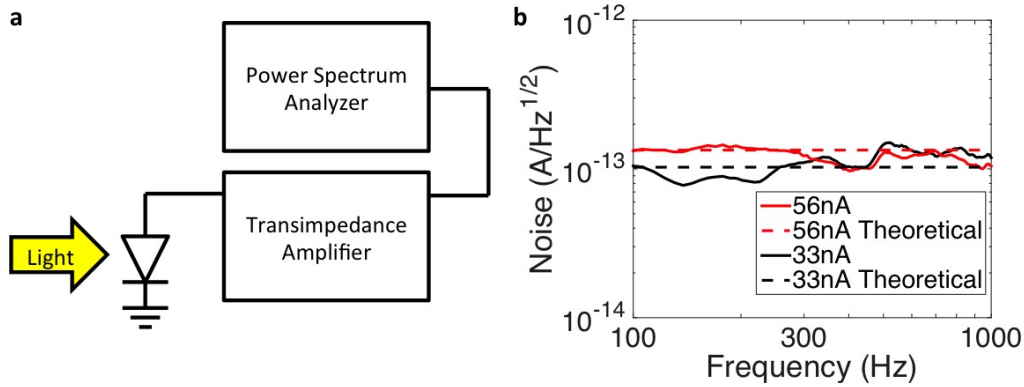 a
Power Spectrum
Analyzer
Transimpedance
Amplifier
Light
b
Noise (A/Hz^1/2)
10^-12
10^-13
10^-14
56nA
56nA Theoretical
33nA
33nA Theoretical
100
300
1000
Frequency (Hz)